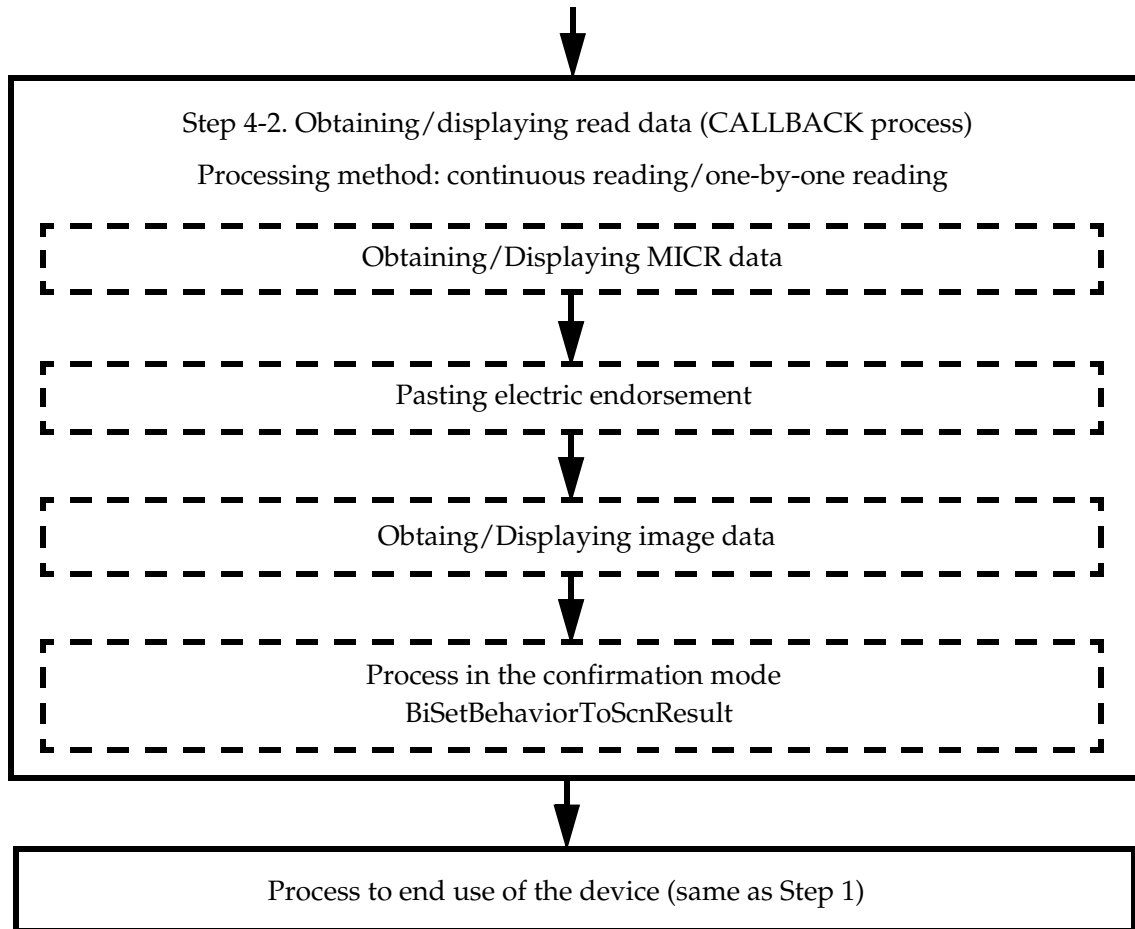 Step 4-2. Obtaining/displaying read data (CALLBACK process)
Processing method: continuous reading/one-by-one reading
Obtaining/Displaying MICR data
Pasting electric endorsement
Obtaing/Displaying image data
Process in the confirmation mode
BiSetBehaviorToScnResult
Process to end use of the device (same as Step 1)